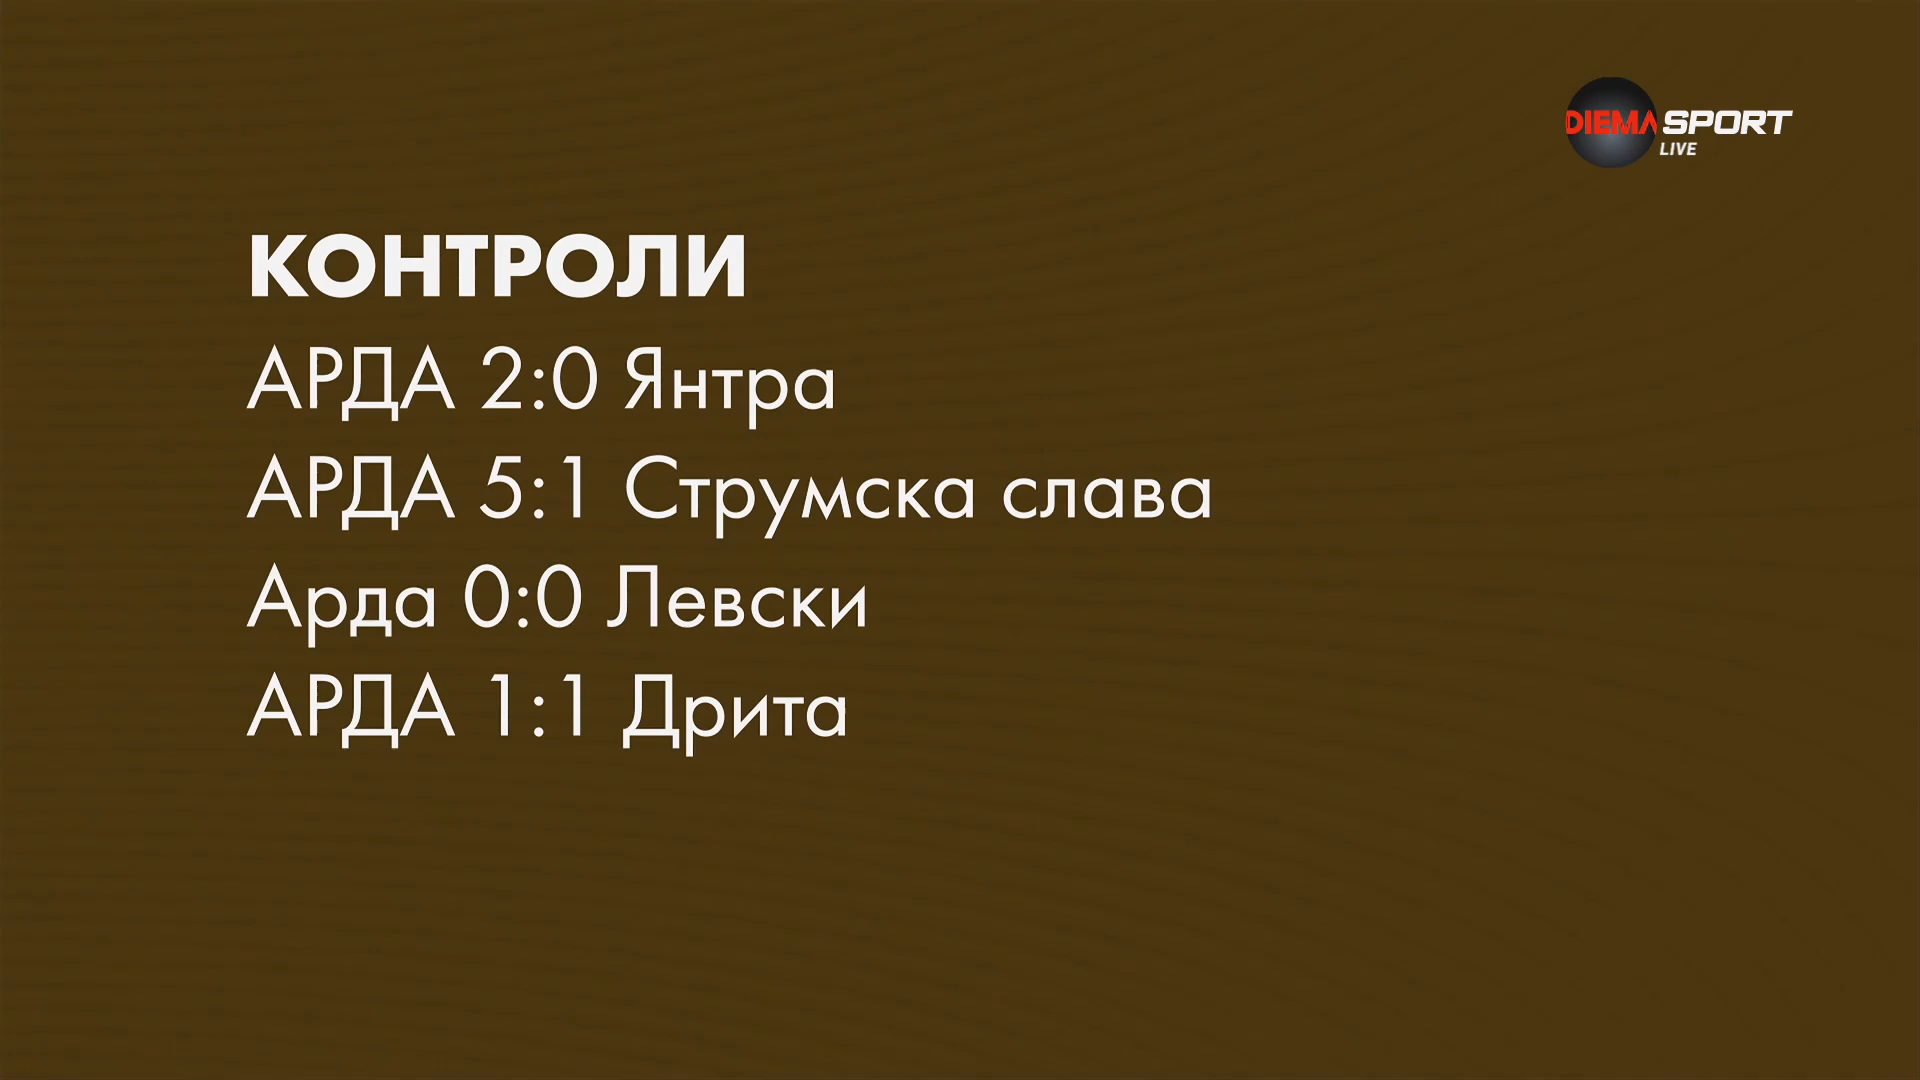 DIEMA SPORT
LIVE
КОНТРОЛИ
АРДА 2:0 Янтра
АРДА 5:1 Струмска слава
Арда 0:0 Левски
АРДА 1:1 Дрита